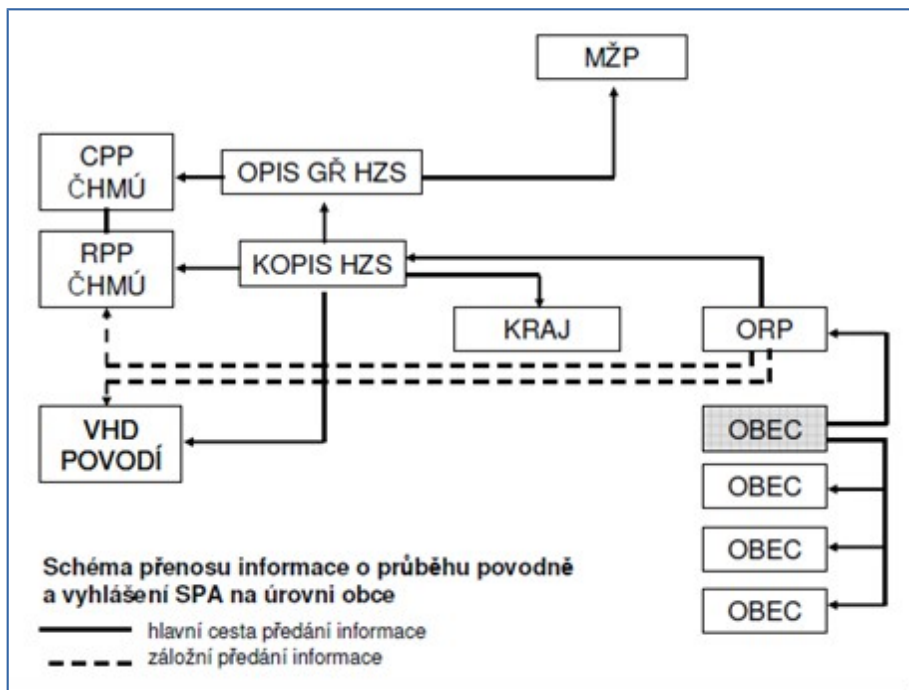 MŽP
CPP
ČHMÚ
OPIS GŘ HZS
RPP
ČHMÚ
KOPIS HZS
KRAJ
ORP
VHD
POVODÍ
OBEC
OBEC
OBEC
OBEC
Schéma přenosu informace o průběhu povodně
a vyhlášení SPA na úrovni obce
hlavní cesta předání informace
záložní předání informace